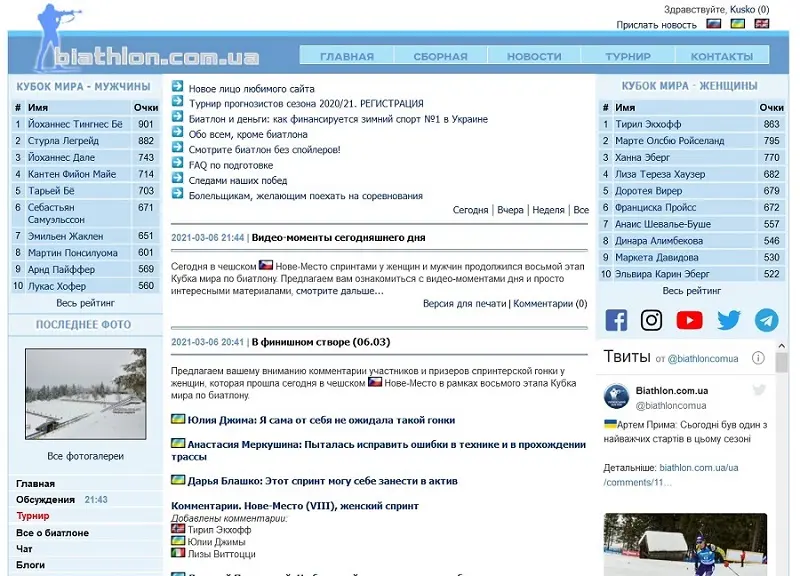 Здравствуйте, Kusko (0)
Прислать новость
biathlon.com.ua
ГЛАВНАЯ
СБОРНАЯ
НОВОСТИ
ТУРНИР
КОНТАКТЫ
КУБОК МИРА - МУЖЧИНЫ
# Имя Очки
1 Йоханнес Тингнес Бё 901
2 Стурла Легрейд 882
3 Йоханнес Дале 743
4 Кантен Фийон Майе 714
5 Тарьей Бё 703
6 Себастьян 671
Самуэльссон
7 Эмильен Жаклен 651
8 Мартин Понсилуома 601
9 Арнд Пайффер 569
10 Лукас Хофер 560
Весь рейтинг
ПОСЛЕДНЕЕ ФОТО
Все фотогалереи
Главная
Обсуждения 21:43
Турнир
Все о биатлоне
Чат
Блоги
Новое лицо любимого сайта
Турнир прогнозистов сезона 2020/21. РЕГИСТРАЦИЯ
Биатлон и деньги: как финансируется зимний спорт №1 в Украине
Обо всем, кроме биатлона
Смотрите биатлон без спойлеров!
FAQ по подготовке
Следами наших побед
Болельщикам, желающим поехать на соревнования
Сегодня | Вчера | Неделя | Все
2021-03-06 21:44 | Видео-моменты сегодняшнего дня
Сегодня в чешском Нове-Место спринтами у женщин и мужчин продолжился восьмой этап
Кубка мира по биатлону. Предлагаем вам ознакомиться с видео-моментами дня и просто
интересными материалами, смотрите дальше...
Версия для печати | Комментарии (0)
2021-03-06 20:41 | В финишном створе (06.03)
Предлагаем вашему вниманию комментарии участников и призеров спринтерской гонки у
женщин, которая прошла сегодня в чешском Нове-Место в рамках восьмого этапа Кубка
мира по биатлону.
Юлия Джима: Я сама от себя не ожидала такой гонки
Анастасия Меркушина: Пыталась исправить ошибки в технике и в прохождении
трассы
Дарья Блашко: Этот спринт могу себе занести в актив
Комментарии. Нове-Место (VIII), женский спринт
Добавлены комментарии:
Тирил Экхофф
Юлии Джимы
Лизы Виттоцци
КУБОК МИРА - ЖЕНЩИНЫ
# Имя Очки
1 Тирил Экхофф 863
2 Марте Олсбю Ройселанд 795
3 Ханна Эберг 770
4 Лиза Тереза Хаузер 682
5 Доротея Вирер 679
6 Франциска Пройсс 672
7 Анаис Шевалье-Буше 557
8 Динара Алимбекова 546
9 Маркета Давидова 530
10 Эльвира Карин Эберг 522
Весь рейтинг
Твиты от @biathloncomua
Biathlon.com.ua
@biathloncomua
Артем Прима: Сьогодні був один з
найважчих стартів в цьому сезоні
Детальніше: biathlon.com.ua/ua
/comments/11…